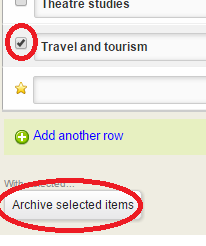 Theatre studies
Travel and tourism
Add another row
With selected...
Archive selected items